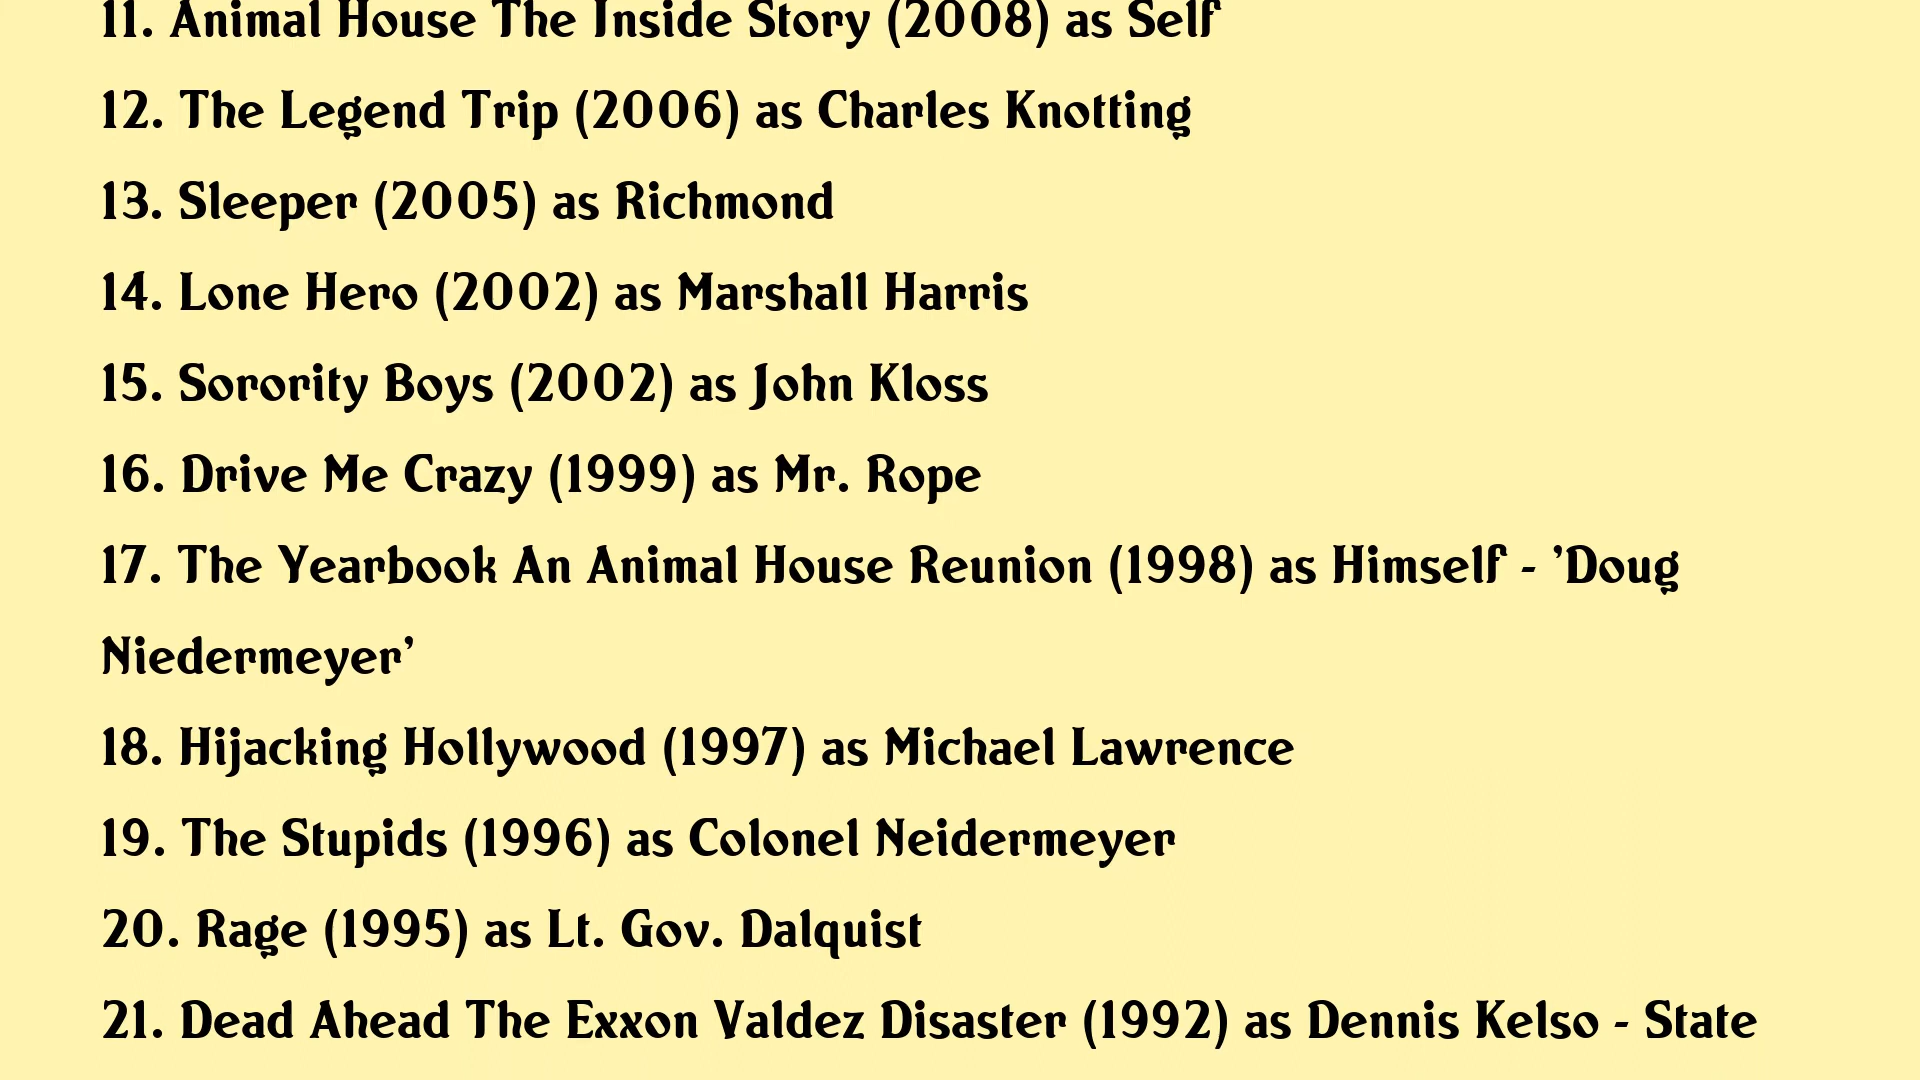 11. Animal House The Inside Story (2008) as Self
12. The Legend Trip (2006) as Charles Knotting
13. Sleeper (2005) as Richmond
14. Lone Hero (2002) as Marshall Harris
15. Sorority Boys (2002) as John Kloss
16. Drive Me Crazy (1999) as Mr. Rope
17. The Yearbook An Animal House Reunion (1998) as Himself - 'Doug
Niedermeyer'
18. Hijacking Hollywood (1997) as Michael Lawrence
19. The Stupids (1996) as Colonel Neidermeyer
20. Rage (1995) as Lt. Gov. Dalquist
21. Dead Ahead The Exxon Valdez Disaster (1992) as Dennis Kelso - State